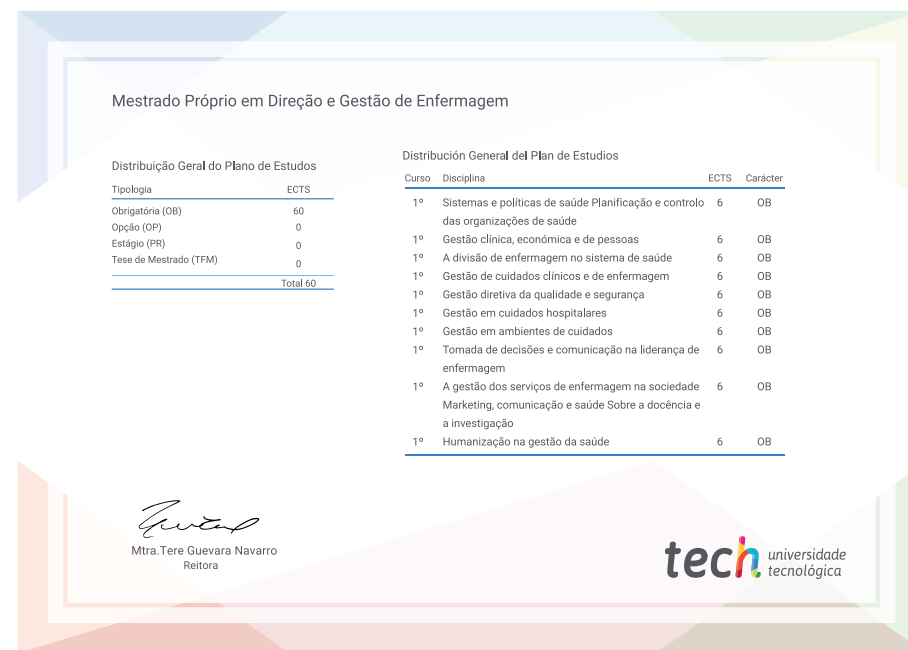 Mestrado Próprio em Direção e Gestão de Enfermagem
Distribuição Geral do Plano de Estudos
Tipologia ECTS
Obrigatória (OB) 60
Opção (OP) 0
Estágio (PR) 0
Tese de Mestrado (TFM) 0
Total 60
Distribución General del Plan de Estudios
Curso Disciplina ECTS Carácter
1º Sistemas e políticas de saúde Planificação e controlo 6 OB
das organizações de saúde
1º Gestão clínica, económica e de pessoas 6 OB
1º A divisão de enfermagem no sistema de saúde 6 OB
1º Gestão de cuidados clínicos e de enfermagem 6 OB
1º Gestão diretiva da qualidade e segurança 6 OB
1º Gestão em cuidados hospitalares 6 OB
1º Gestão em ambientes de cuidados 6 OB
1º Tomada de decisões e comunicação na liderança de 6 OB
enfermagem
1º A gestão dos serviços de enfermagem na sociedade 6 OB
Marketing, comunicação e saúde Sobre a docência e
a investigação
1º Humanização na gestão da saúde 6 OB
Mtra.Tere Guevara Navarro
Reitora
tech universidade
tecnológica